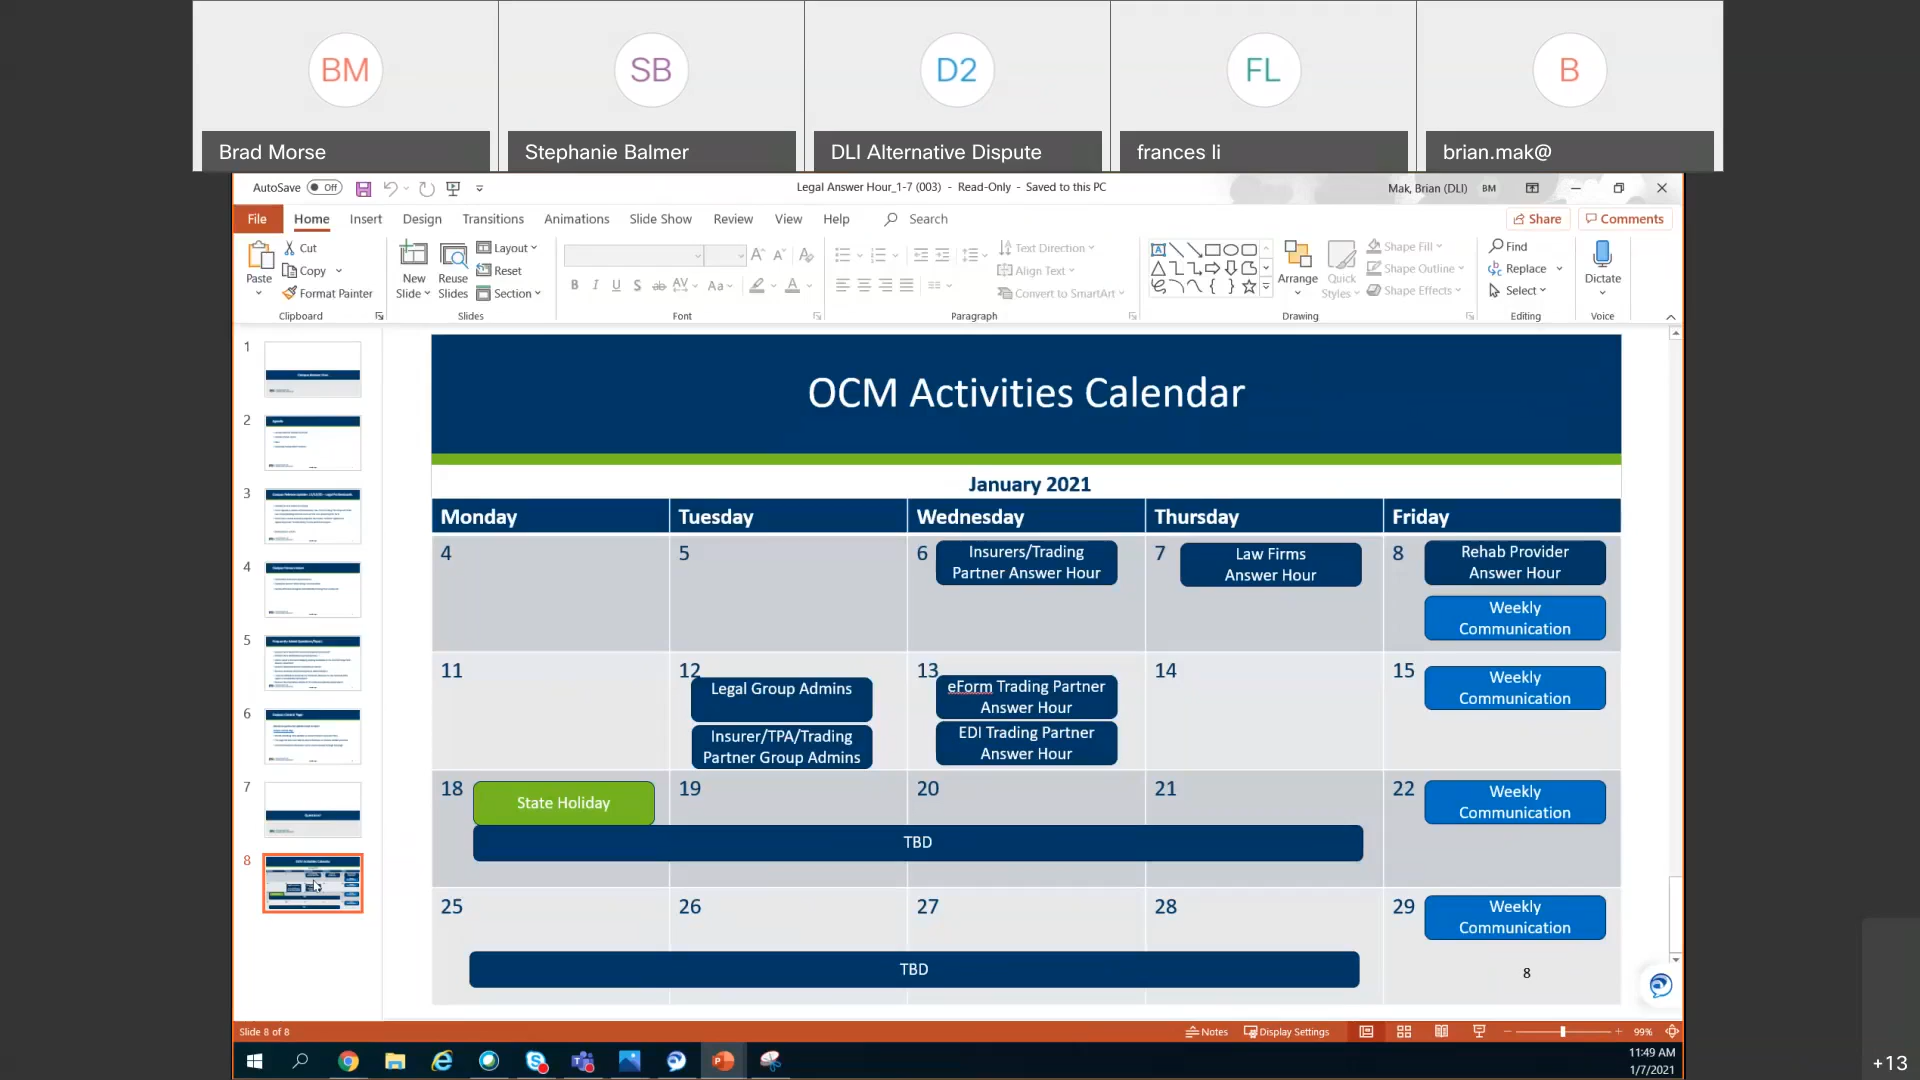 BM
SB
D2
FL
B
Brad Morse
Stephanie Balmer
DLI Alternative Dispute
frances li
brian.mak@
AutoSave Off
Legal Answer Hour_1-7 (003) - Read-Only - Saved to this PC
Mak, Brian (DLI) BM
File Home Insert Design Transitions Animations Slide Show Review View Help Search
Share Comments
Paste
Cut
Copy
Format Painter
Clipboard
New Slide
Reuse Slides
Layout
Reset
Section
Slides
Font
Text Direction
Align Text
Convert to SmartArt
Paragraph
Arrange
Quick Styles
Shape Fill
Shape Outline
Shape Effects
Drawing
Find
Replace
Select
Editing
Dictate
Voice
1
2
3
4
5
6
7
8
OCM Activities Calendar
January 2021
Monday Tuesday Wednesday Thursday Friday
4
5
6
Insurers/Trading
Partner Answer Hour
7
Law Firms
Answer Hour
8
Rehab Provider
Answer Hour
Weekly
Communication
11
12
Legal Group Admins
Insurer/TPA/Trading
Partner Group Admins
13
eForm Trading Partner
Answer Hour
EDI Trading Partner
Answer Hour
14
15
Weekly
Communication
18
State Holiday
19
20
21
22
Weekly
Communication
TBD
25
26
27
28
29
Weekly
Communication
TBD
8
Slide 8 of 8
Notes Display Settings 99%
11:49 AM
1/7/2021
+13